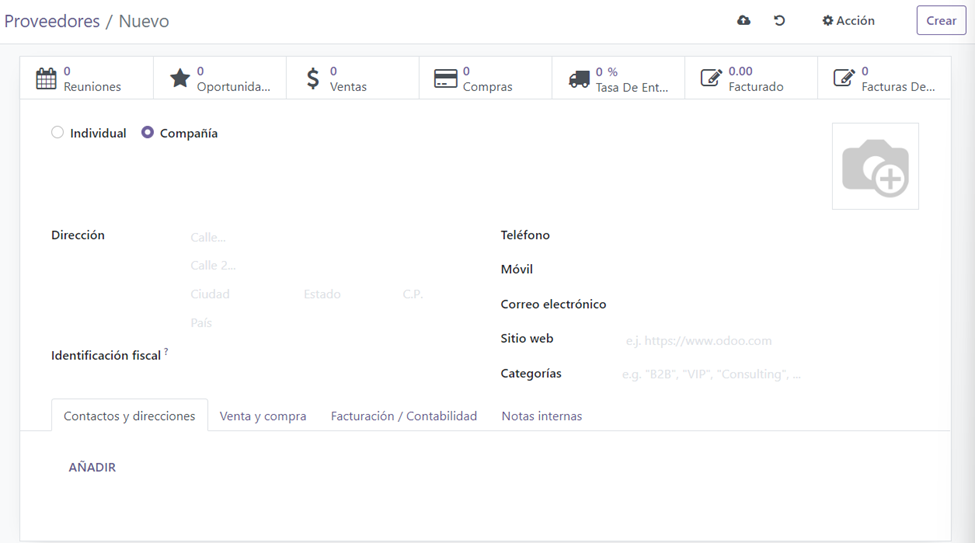 Proveedores / Nuevo
Acción
Crear
0
Reuniones
0
Oportunida...
0
Ventas
0
Compras
0 %
Tasa De Ent...
0.00
Facturado
0
Facturas De...
Individual
Compañía
Dirección
Calle...
Calle 2...
Ciudad
Estado
C.P.
País
Identificación fiscal ?
Teléfono
Móvil
Correo electrónico
Sitio web
e.j. https://www.odoo.com
Categorías
e.g. "B2B", "VIP", "Consulting", ...
Contactos y direcciones
Venta y compra
Facturación / Contabilidad
Notas internas
AÑADIR